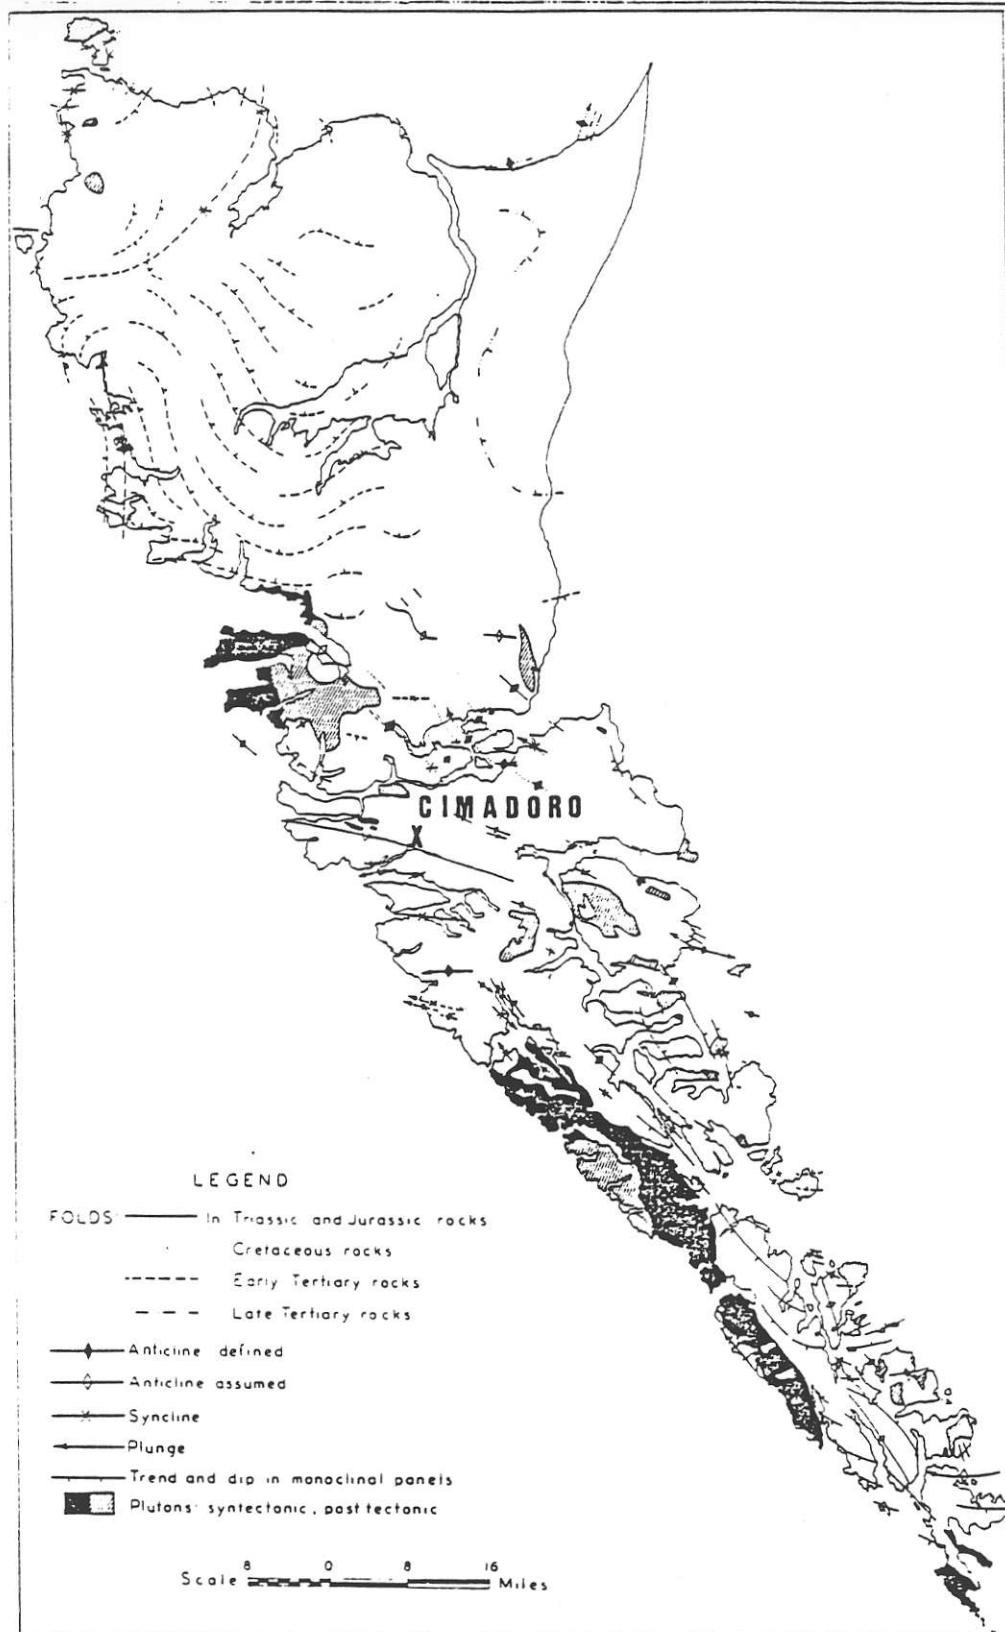 CIMADORO
X
LEGEND
FOLDS In Triassic and Jurassic rocks
Cretaceous rocks
Early Tertiary rocks
Late Tertiary rocks
Anticline defined
Anticline assumed
Syncline
Plunge
Trend and dip in monoclinal panels
Plutons: syntectonic, post tectonic
8 0 8 16
Scale Miles